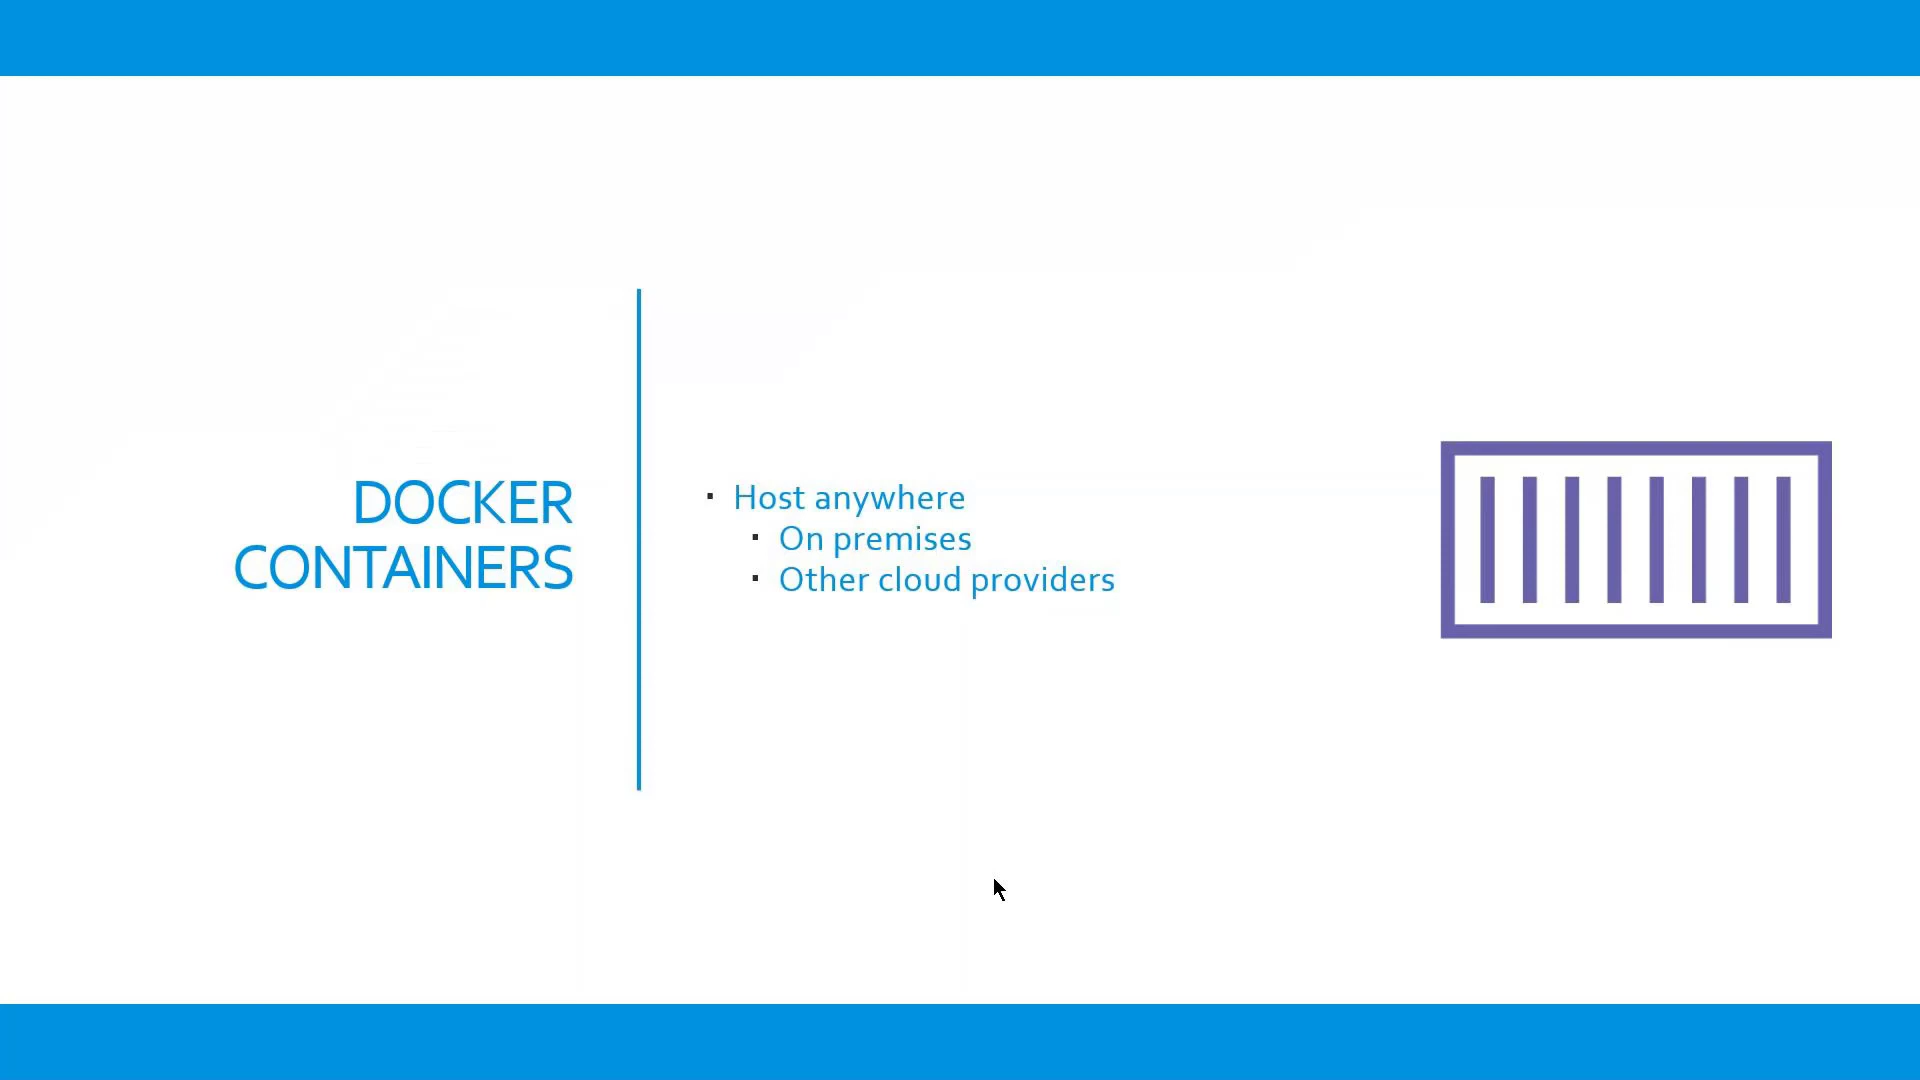 DOCKER
CONTAINERS
▪ Host anywhere
▪ On premises
▪ Other cloud providers